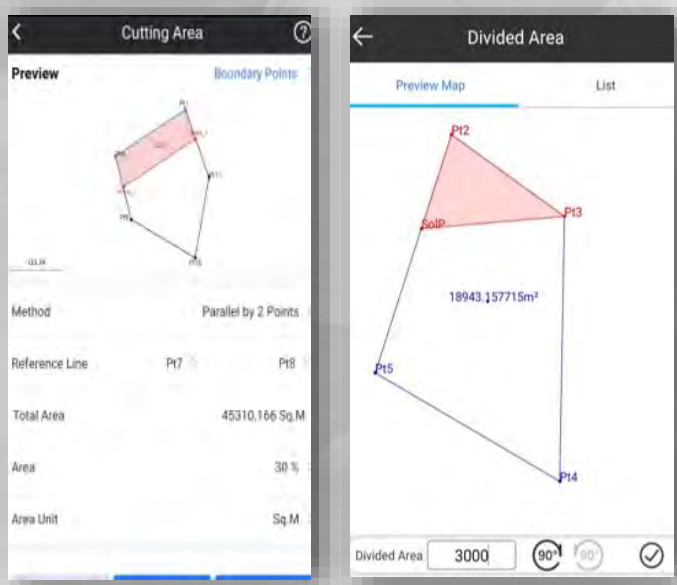 Cutting Area
Preview
Boundary Points
Method
Parallel by 2 Points
Reference Line
Pt7
Pt8
Total Area
45310.166 Sq.M
Area
30 %
Area Unit
Sq.M
Divided Area
Preview Map
List
Pt2
Pt3
SolP
18943.157715m²
Pt5
Pt4
Divided Area
3000
90°
90°